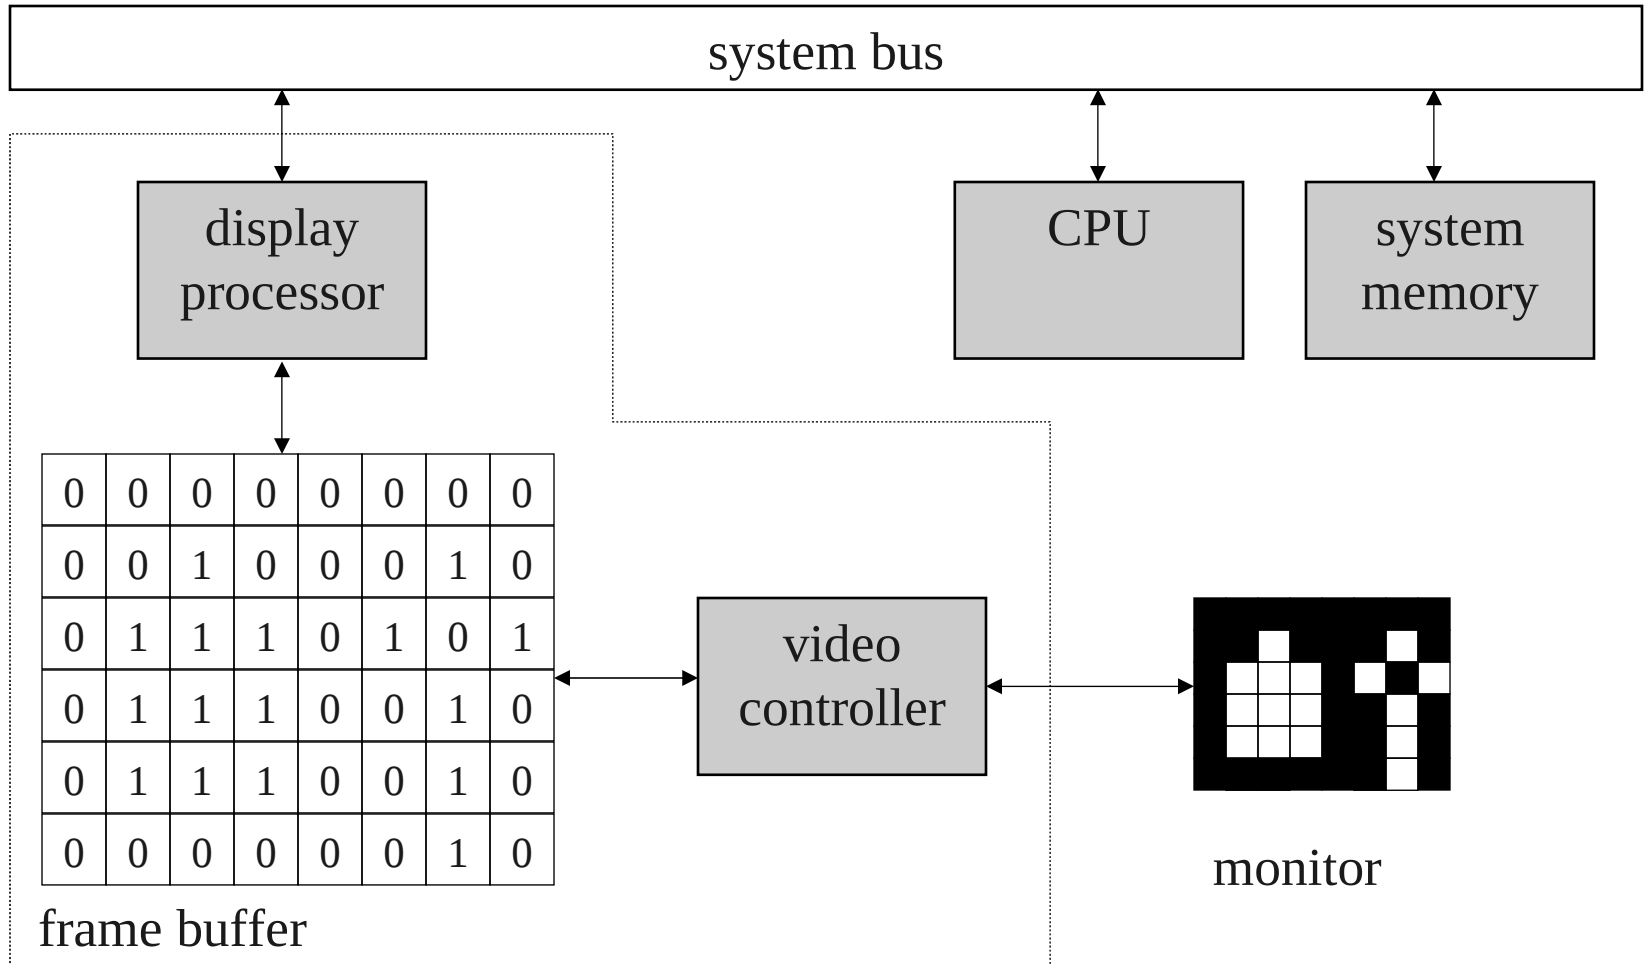 system bus
display
processor
CPU
system
memory
0 0 0 0 0 0 0 0
0 0 1 0 0 0 1 0
0 1 1 1 0 1 0 1
0 1 1 1 0 0 1 0
0 1 1 1 0 0 1 0
0 0 0 0 0 0 1 0
frame buffer
video
controller
monitor